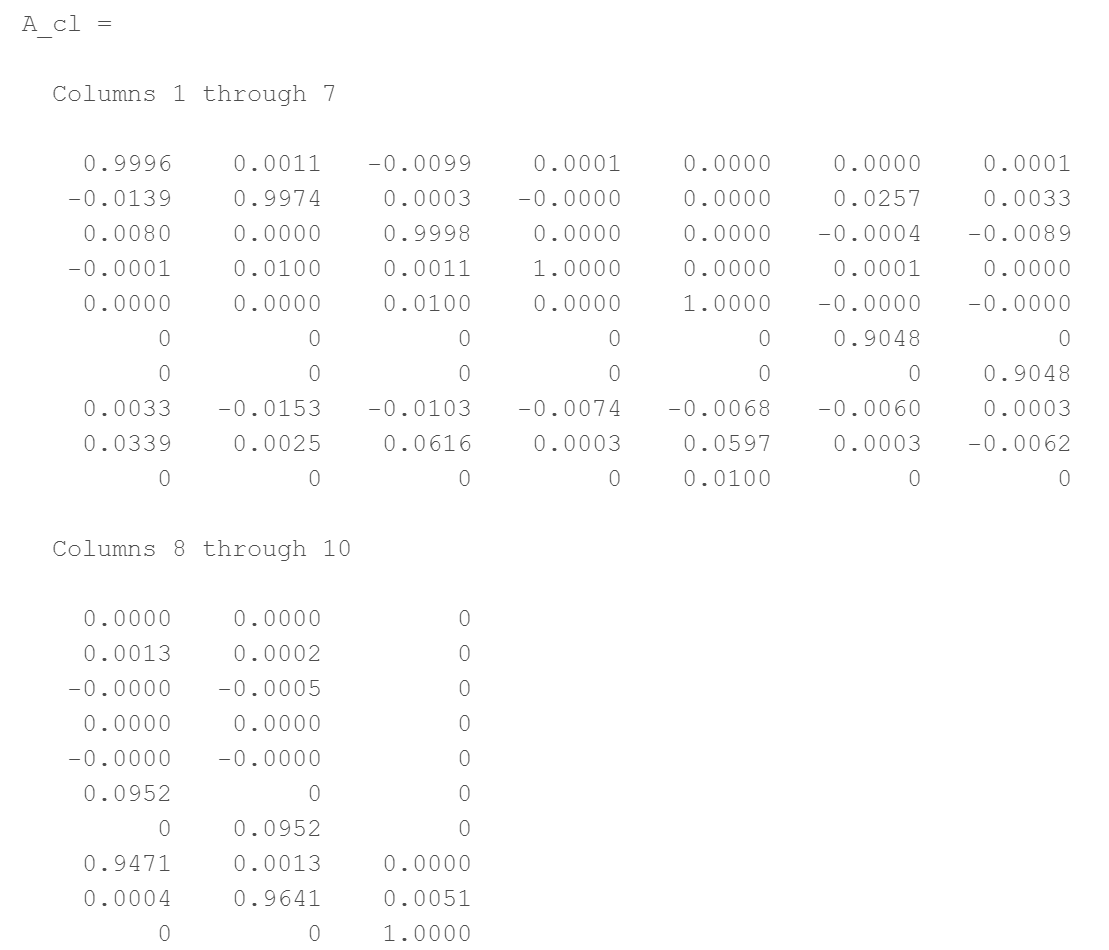 A_cl =
Columns 1 through 7
0.9996 0.0011 -0.0099 0.0001 0.0000 0.0000 0.0001
-0.0139 0.9974 0.0003 -0.0000 0.0000 0.0257 0.0033
0.0080 0.0000 0.9998 0.0000 0.0000 -0.0004 -0.0089
-0.0001 0.0100 0.0011 1.0000 0.0000 0.0001 0.0000
0.0000 0.0000 0.0100 0.0000 1.0000 -0.0000 -0.0000
0 0 0 0 0 0.9048 0
0 0 0 0 0 0 0.9048
0.0033 -0.0153 -0.0103 -0.0074 -0.0068 -0.0060 0.0003
0.0339 0.0025 0.0616 0.0003 0.0597 0.0003 -0.0062
0 0 0 0 0.0100 0 0
Columns 8 through 10
0.0000 0.0000 0
0.0013 0.0002 0
-0.0000 -0.0005 0
0.0000 0.0000 0
-0.0000 -0.0000 0
0.0952 0 0
0 0.0952 0
0.9471 0.0013 0.0000
0.0004 0.9641 0.0051
0 0 1.0000